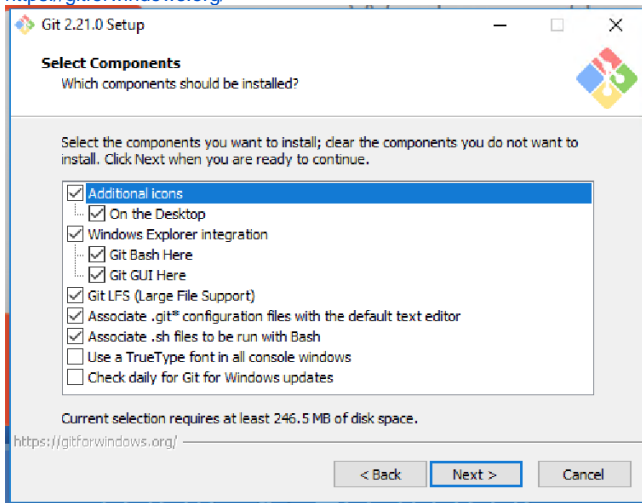 https://gitforwindows.org/
Git 2.21.0 Setup
Select Components
Which components should be installed?
Select the components you want to install; clear the components you do not want to
install. Click Next when you are ready to continue.
Additional icons
On the Desktop
Windows Explorer integration
Git Bash Here
Git GUI Here
Git LFS (Large File Support)
Associate .git* configuration files with the default text editor
Associate .sh files to be run with Bash
Use a TrueType font in all console windows
Check daily for Git for Windows updates
Current selection requires at least 246.5 MB of disk space.
https://gitforwindows.org/
< Back
Next >
Cancel